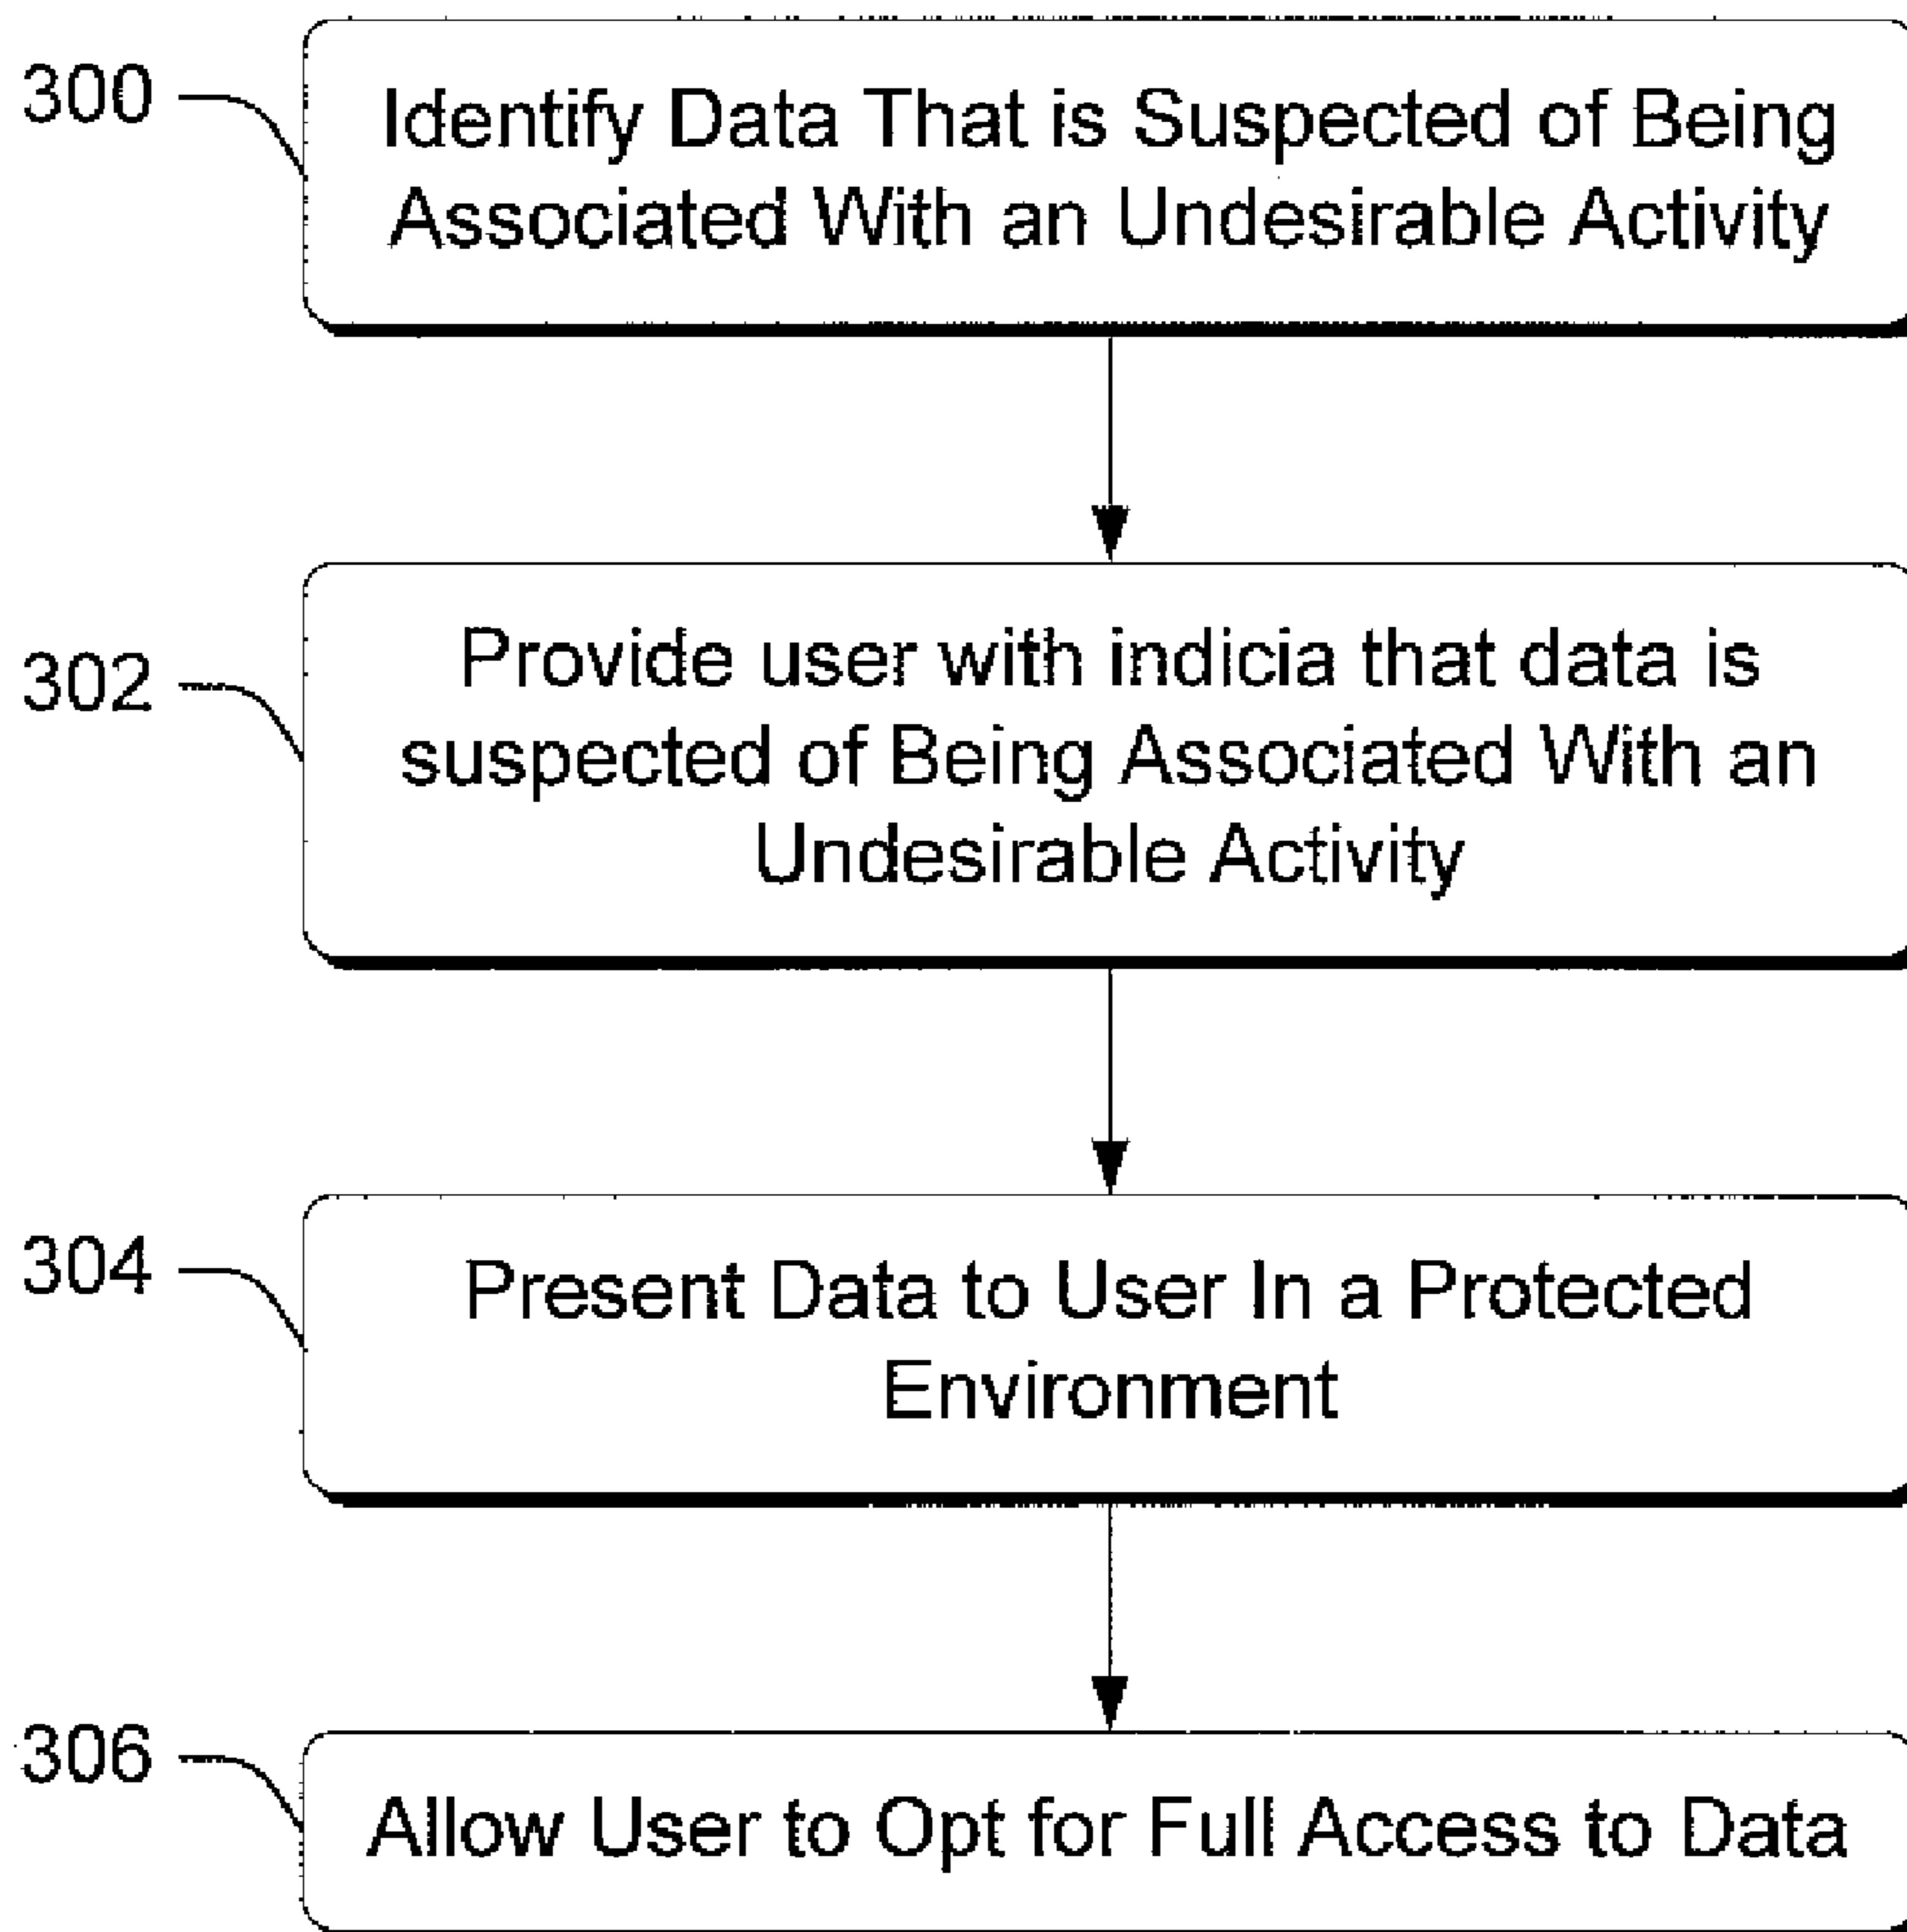 300
Identify Data That is Suspected of Being
Associated With an Undesirable Activity
302
Provide user with indicia that data is
suspected of Being Associated With an
Undesirable Activity
304
Present Data to User In a Protected
Environment
306
Allow User to Opt for Full Access to Data